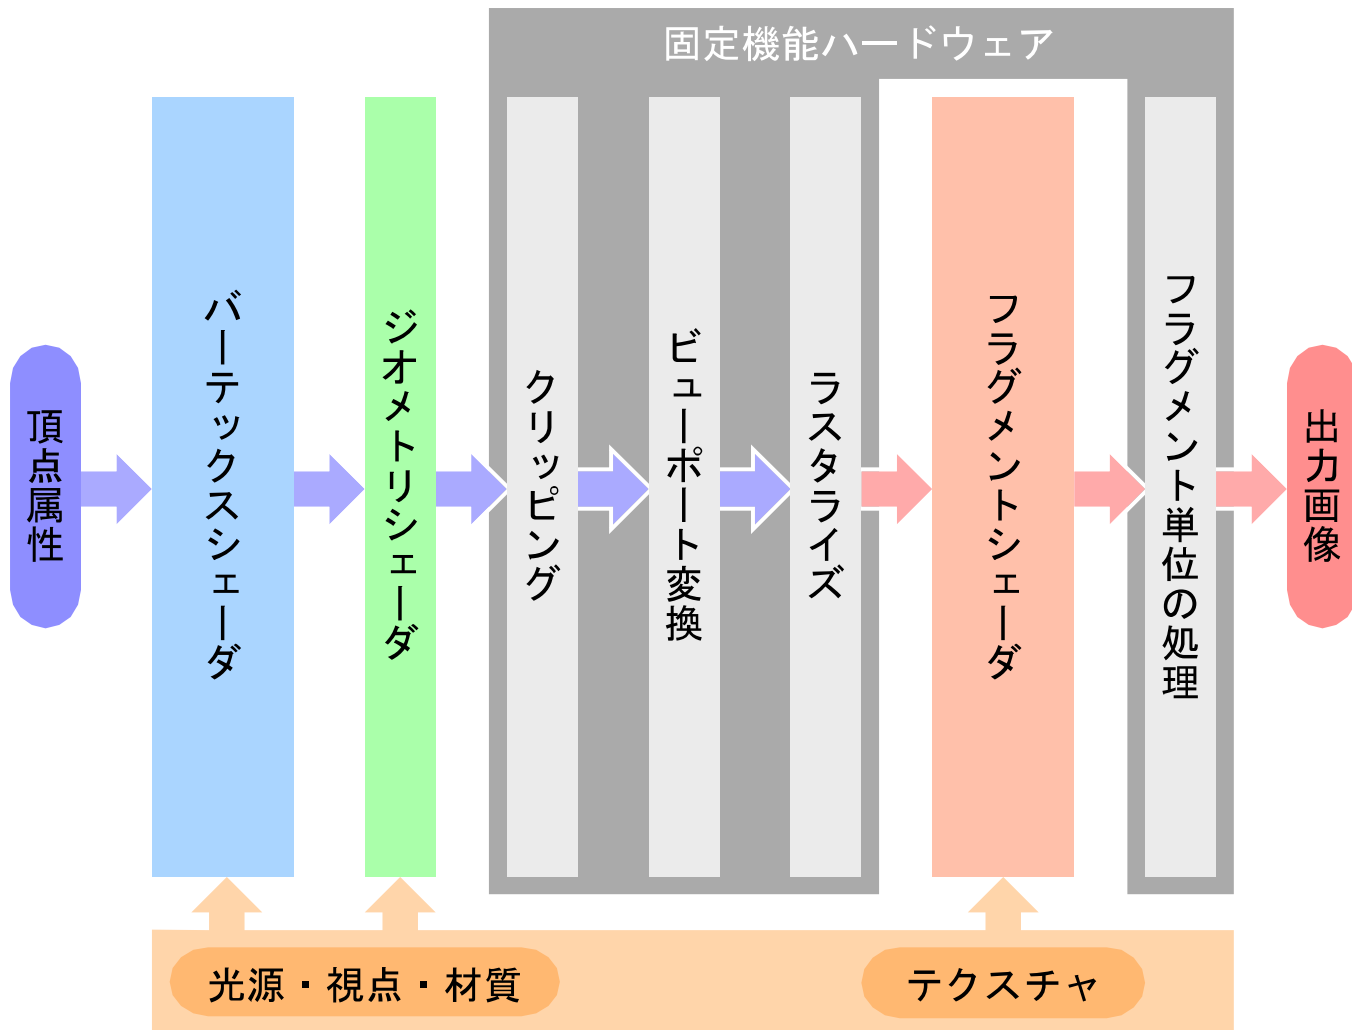 固定機能ハードウェア
頂点属性
バーテックスシェーダ
ジオメトリシェーダ
クリッピング
ビューポート変換
ラスタライズ
フラグメントシェーダ
フラグメント単位の処理
出力画像
光源・視点・材質
テクスチャ